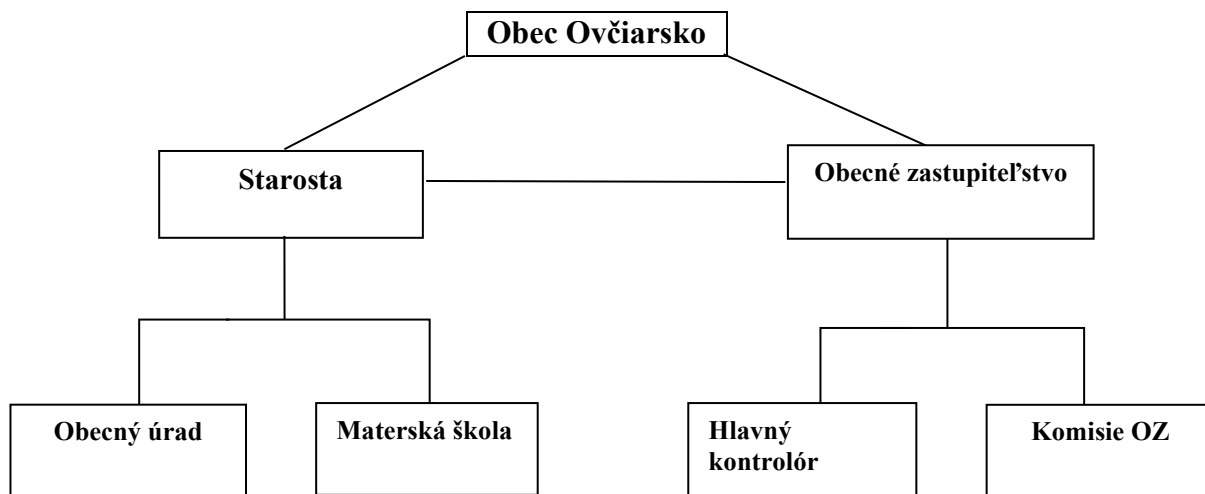 Obec Ovčiarsko
Starosta
Obecné zastupiteľstvo
Obecný úrad
Materská škola
Hlavný
kontrolór
Komisie OZ